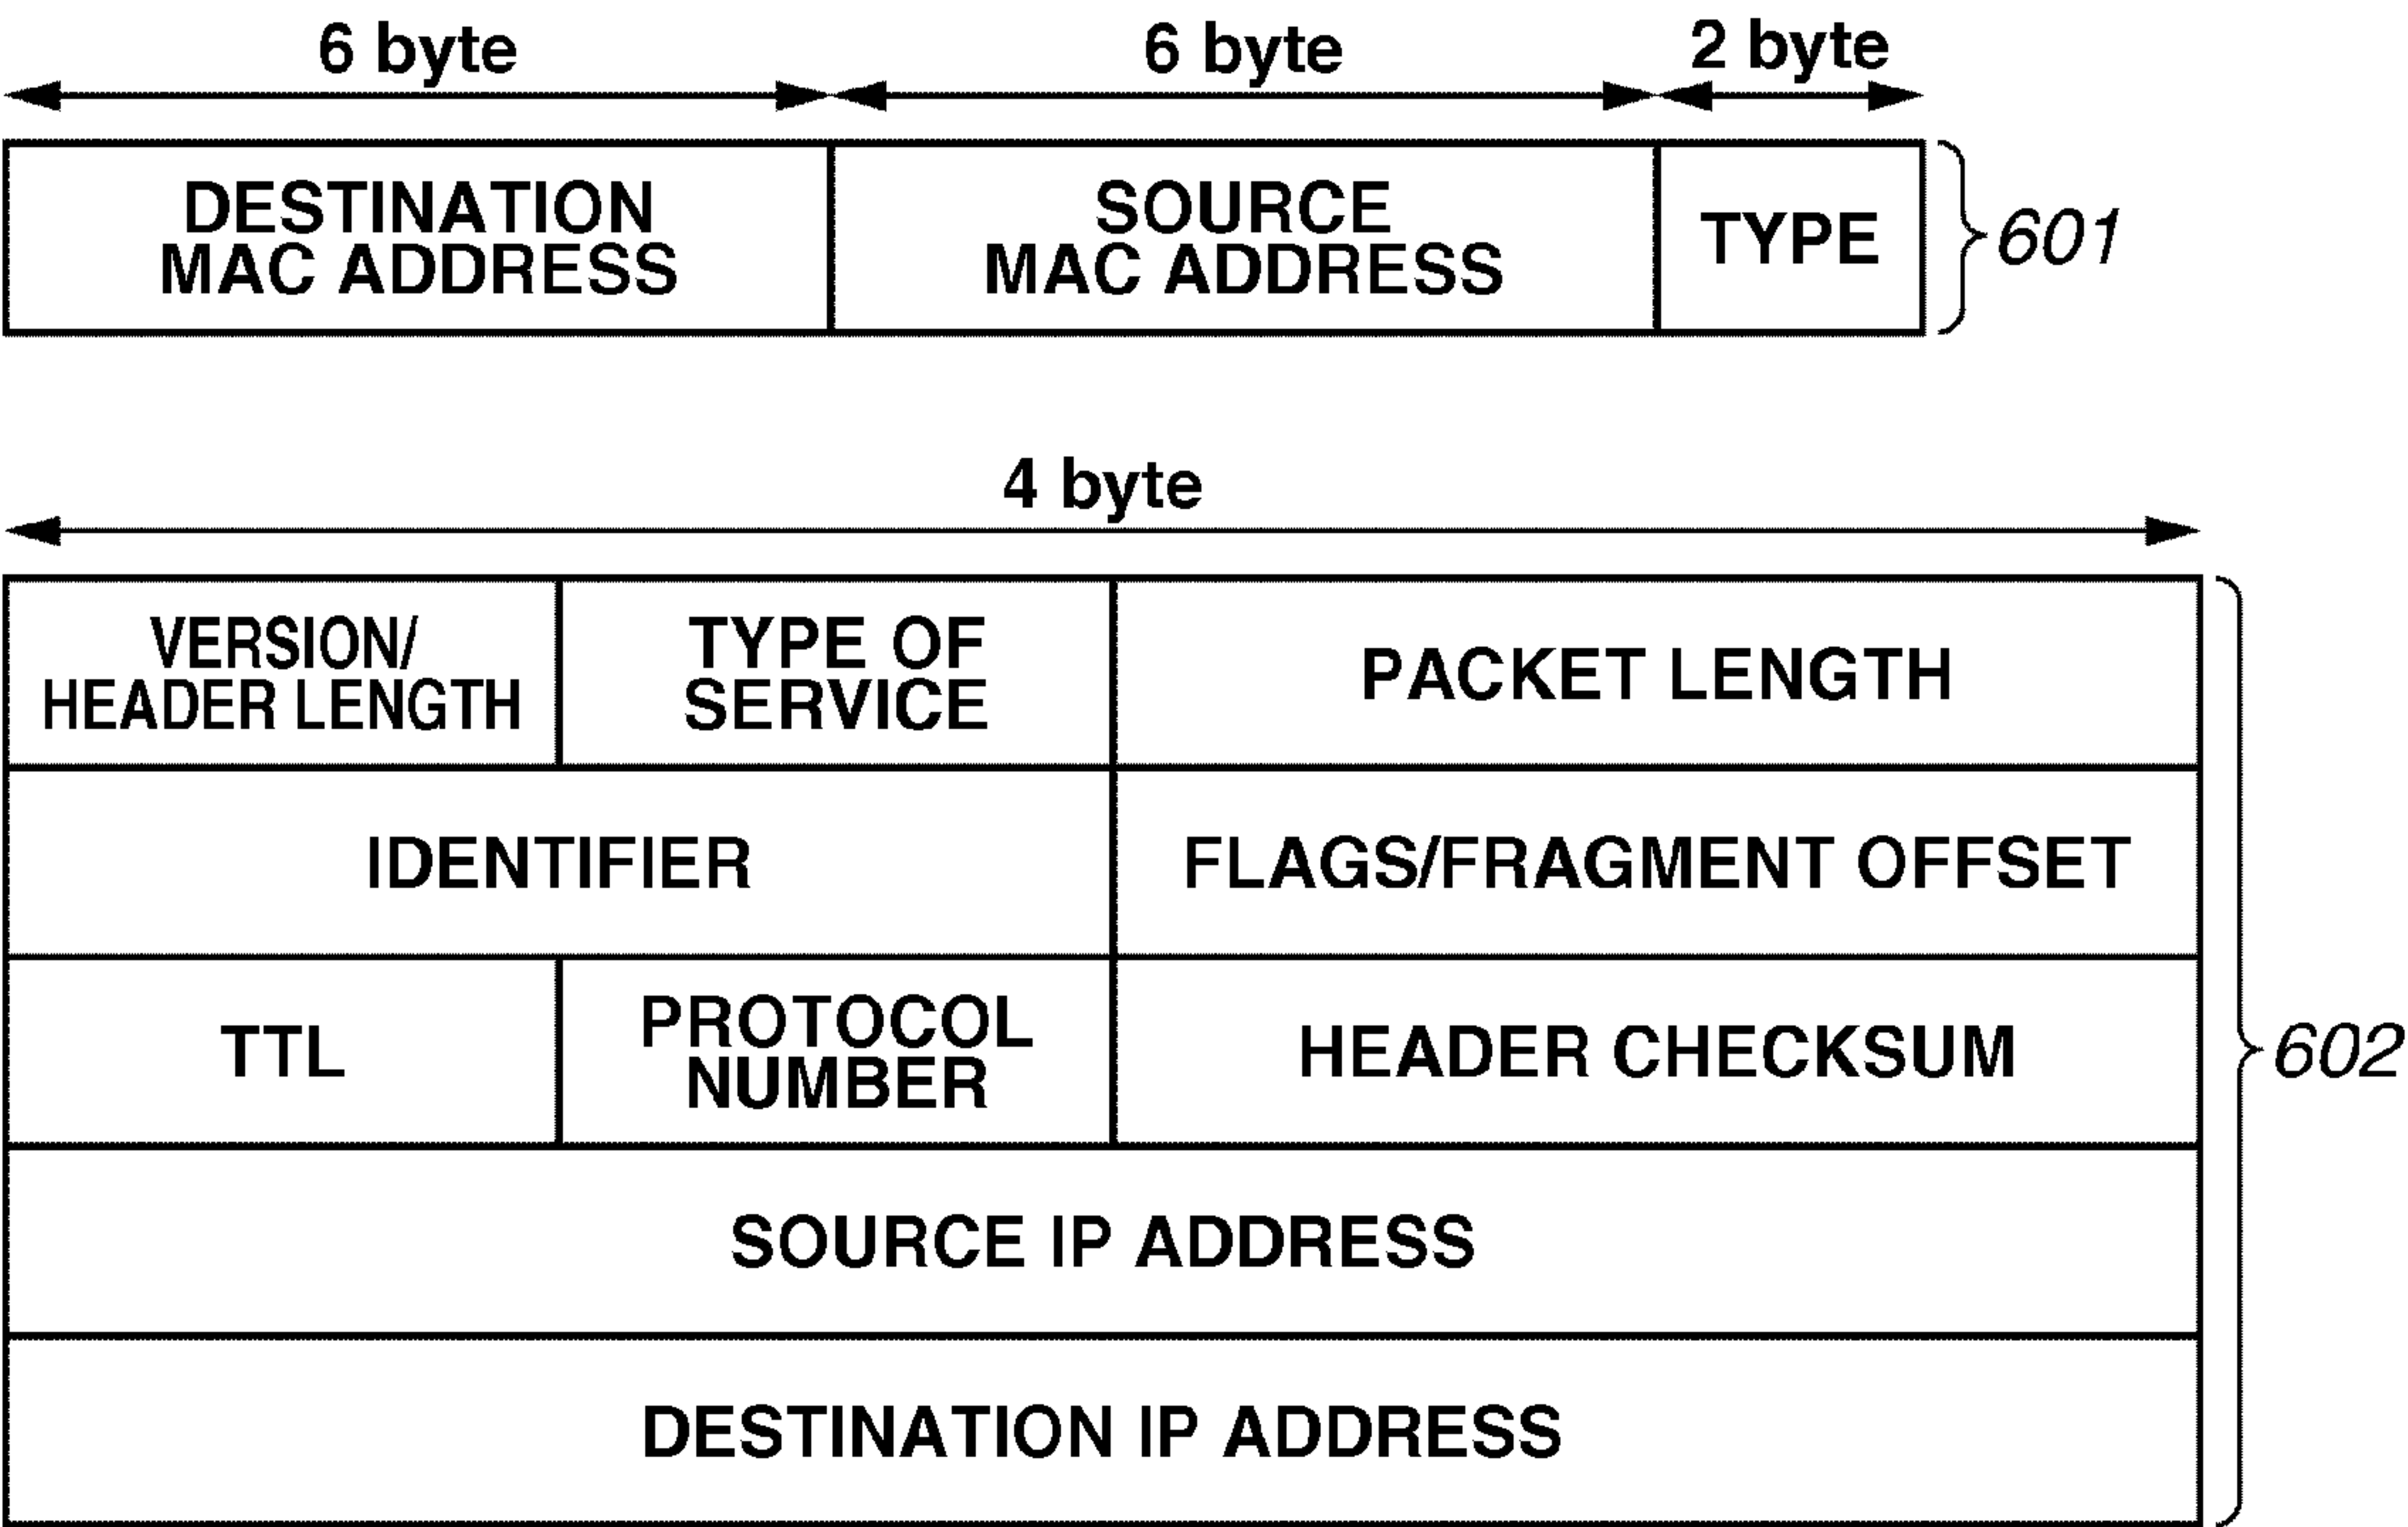 6 byte
6 byte
2 byte
DESTINATION
MAC ADDRESS
SOURCE
MAC ADDRESS
TYPE
601
4 byte
VERSION/
HEADER LENGTH
TYPE OF
SERVICE
PACKET LENGTH
IDENTIFIER
FLAGS/FRAGMENT OFFSET
TTL
PROTOCOL
NUMBER
HEADER CHECKSUM
602
SOURCE IP ADDRESS
DESTINATION IP ADDRESS